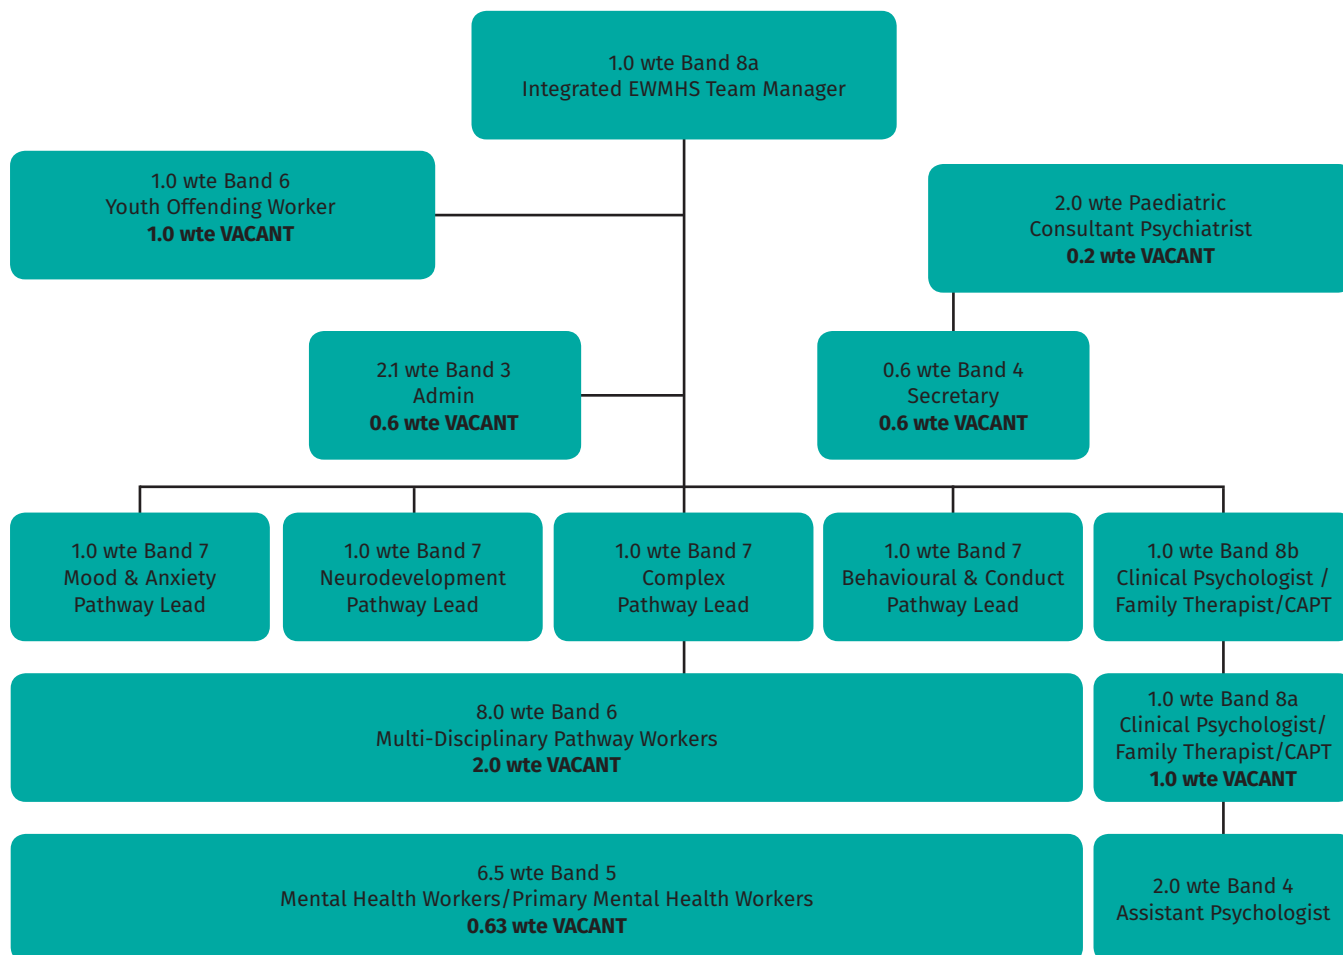 1.0 wte Band 8a
Integrated EWMHS Team Manager
1.0 wte Band 6
Youth Offending Worker
1.0 wte VACANT
2.0 wte Paediatric
Consultant Psychiatrist
0.2 wte VACANT
2.1 wte Band 3
Admin
0.6 wte VACANT
0.6 wte Band 4
Secretary
0.6 wte VACANT
1.0 wte Band 7
Mood & Anxiety
Pathway Lead
1.0 wte Band 7
Neurodevelopment
Pathway Lead
1.0 wte Band 7
Complex
Pathway Lead
1.0 wte Band 7
Behavioural & Conduct
Pathway Lead
1.0 wte Band 8b
Clinical Psychologist /
Family Therapist/CAPT
8.0 wte Band 6
Multi-Disciplinary Pathway Workers
2.0 wte VACANT
1.0 wte Band 8a
Clinical Psychologist/
Family Therapist/CAPT
1.0 wte VACANT
6.5 wte Band 5
Mental Health Workers/Primary Mental Health Workers
0.63 wte VACANT
2.0 wte Band 4
Assistant Psychologist